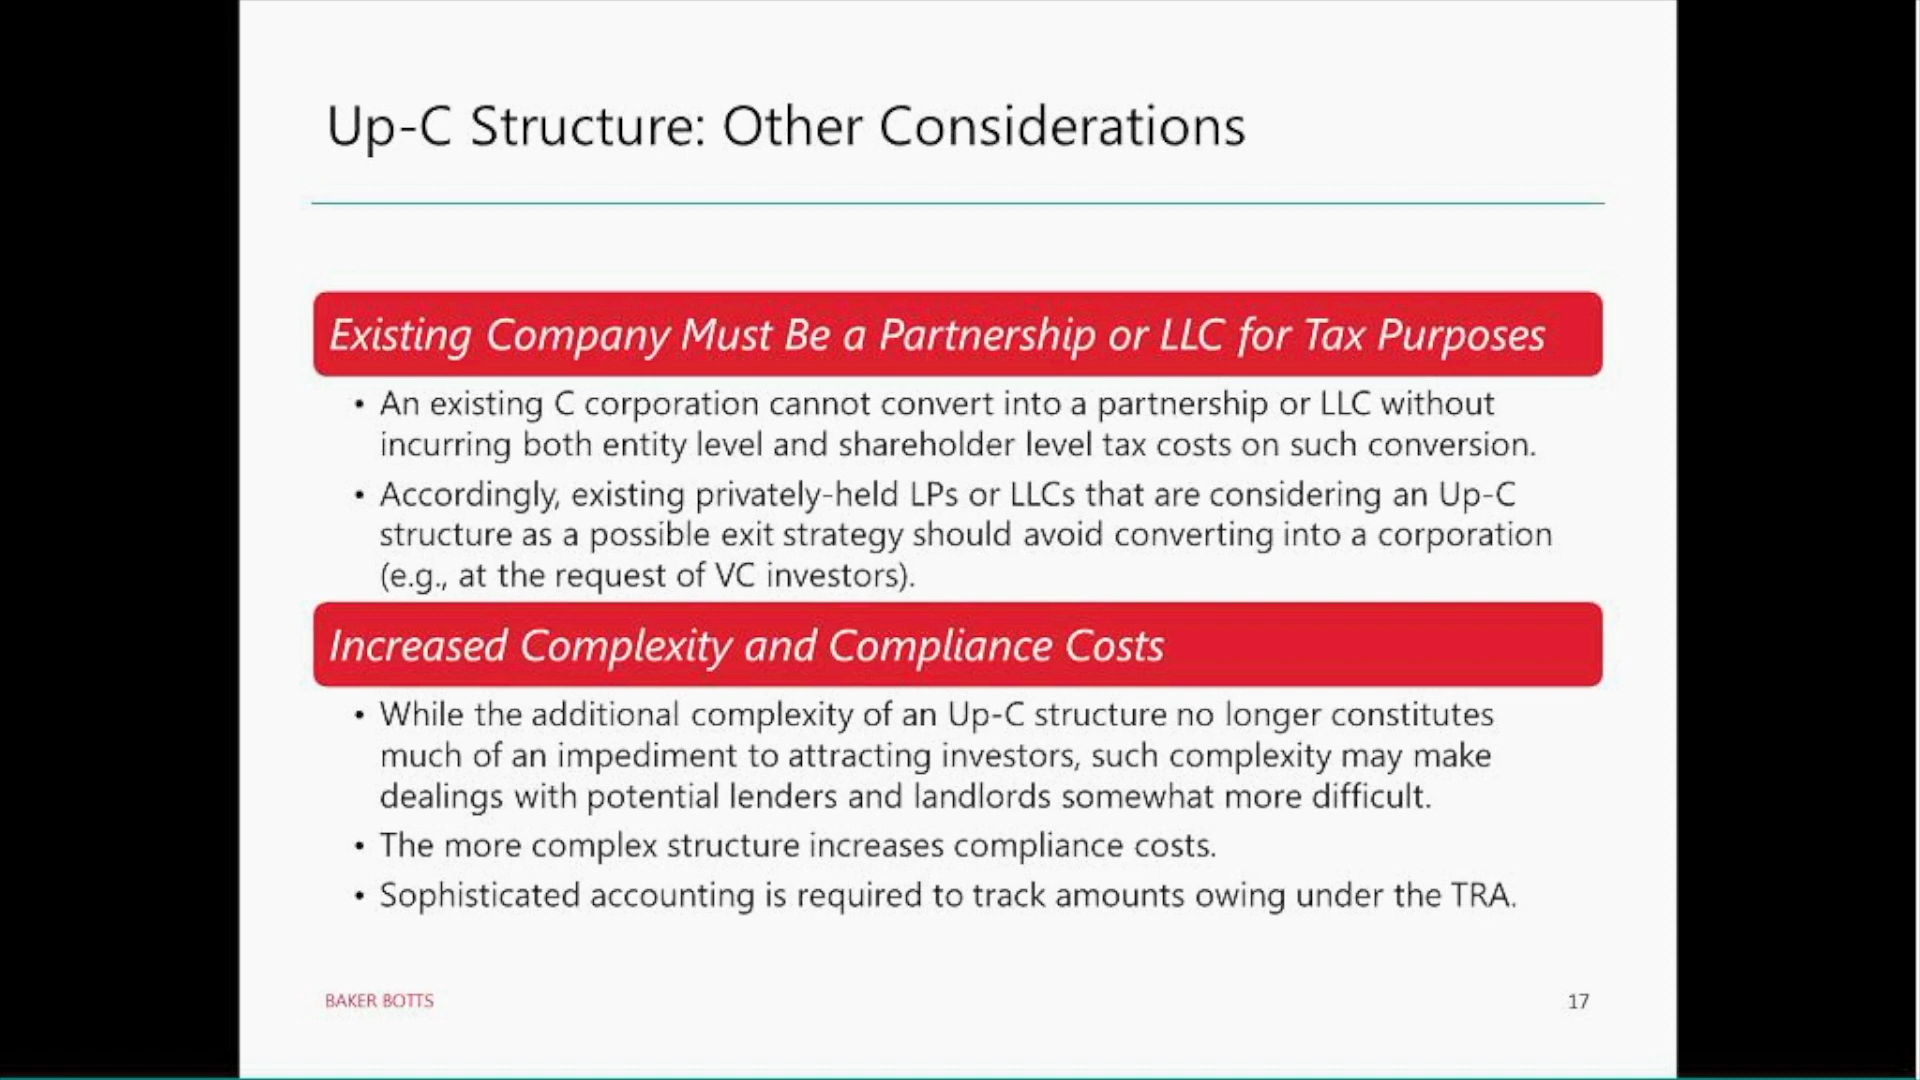 Up-C Structure: Other Considerations
Existing Company Must Be a Partnership or LLC for Tax Purposes
• An existing C corporation cannot convert into a partnership or LLC without
incurring both entity level and shareholder level tax costs on such conversion.
• Accordingly, existing privately-held LPs or LLCs that are considering an Up-C
structure as a possible exit strategy should avoid converting into a corporation
(e.g., at the request of VC investors).
Increased Complexity and Compliance Costs
• While the additional complexity of an Up-C structure no longer constitutes
much of an impediment to attracting investors, such complexity may make
dealings with potential lenders and landlords somewhat more difficult.
• The more complex structure increases compliance costs.
• Sophisticated accounting is required to track amounts owing under the TRA.
BAKER BOTTS
17